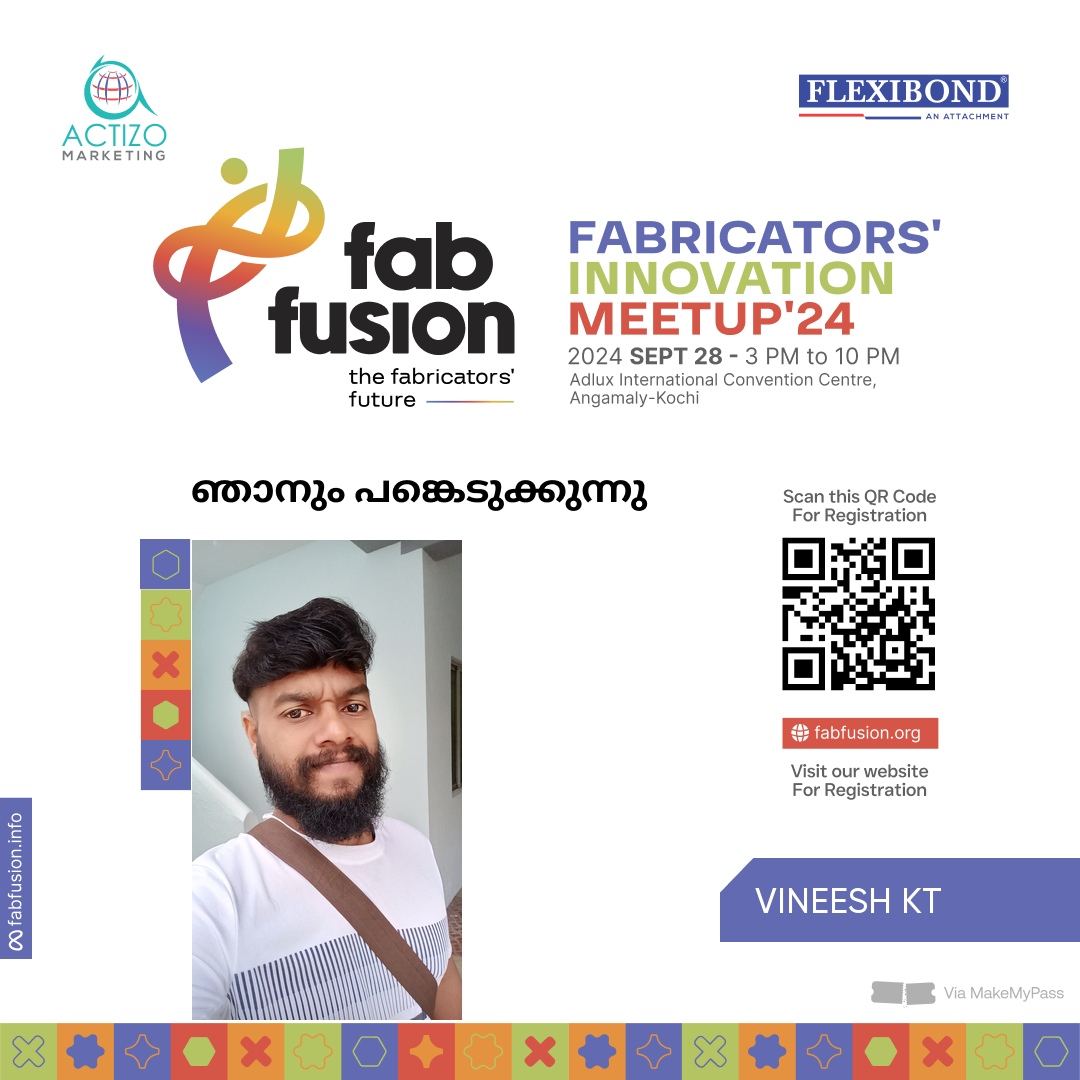 ACTIZO
MARKETING
FLEXIBOND®
AN ATTACHMENT
fab
fusion
the fabricators'
future
FABRICATORS'
INNOVATION
MEETUP'24
2024 SEPT 28 - 3 PM to 10 PM
Adlux International Convention Centre,
Angamaly-Kochi
ഞാനും പങ്കെടുക്കുന്നു
Scan this QR Code
For Registration
fabfusion.org
Visit our website
For Registration
fabfusion.info
VINEESH KT
Via MakeMyPass